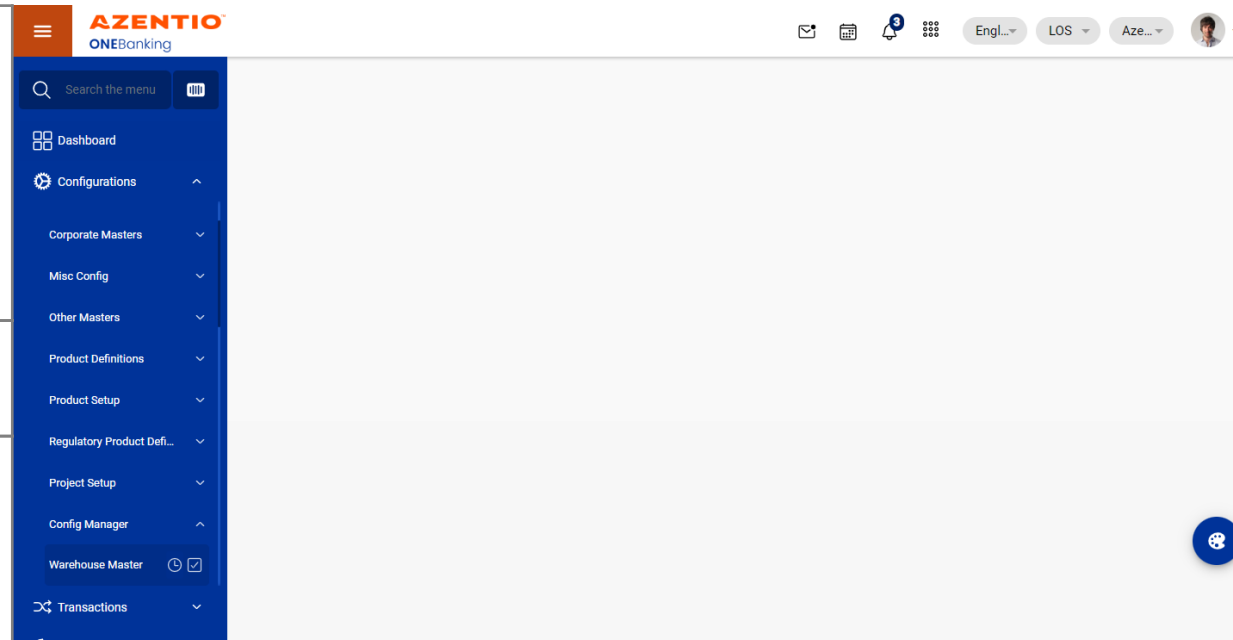 AZENTIO
ONEBanking
3
Engl...
LOS
Aze...
Search the menu
Dashboard
Configurations
Corporate Masters
Misc Config
Other Masters
Product Definitions
Product Setup
Regulatory Product Defi...
Project Setup
Config Manager
Warehouse Master
Transactions